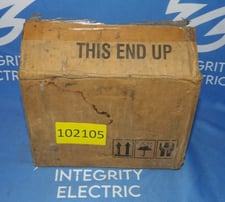 THIS END UP
102105
INTEGRITY
ELECTRIC